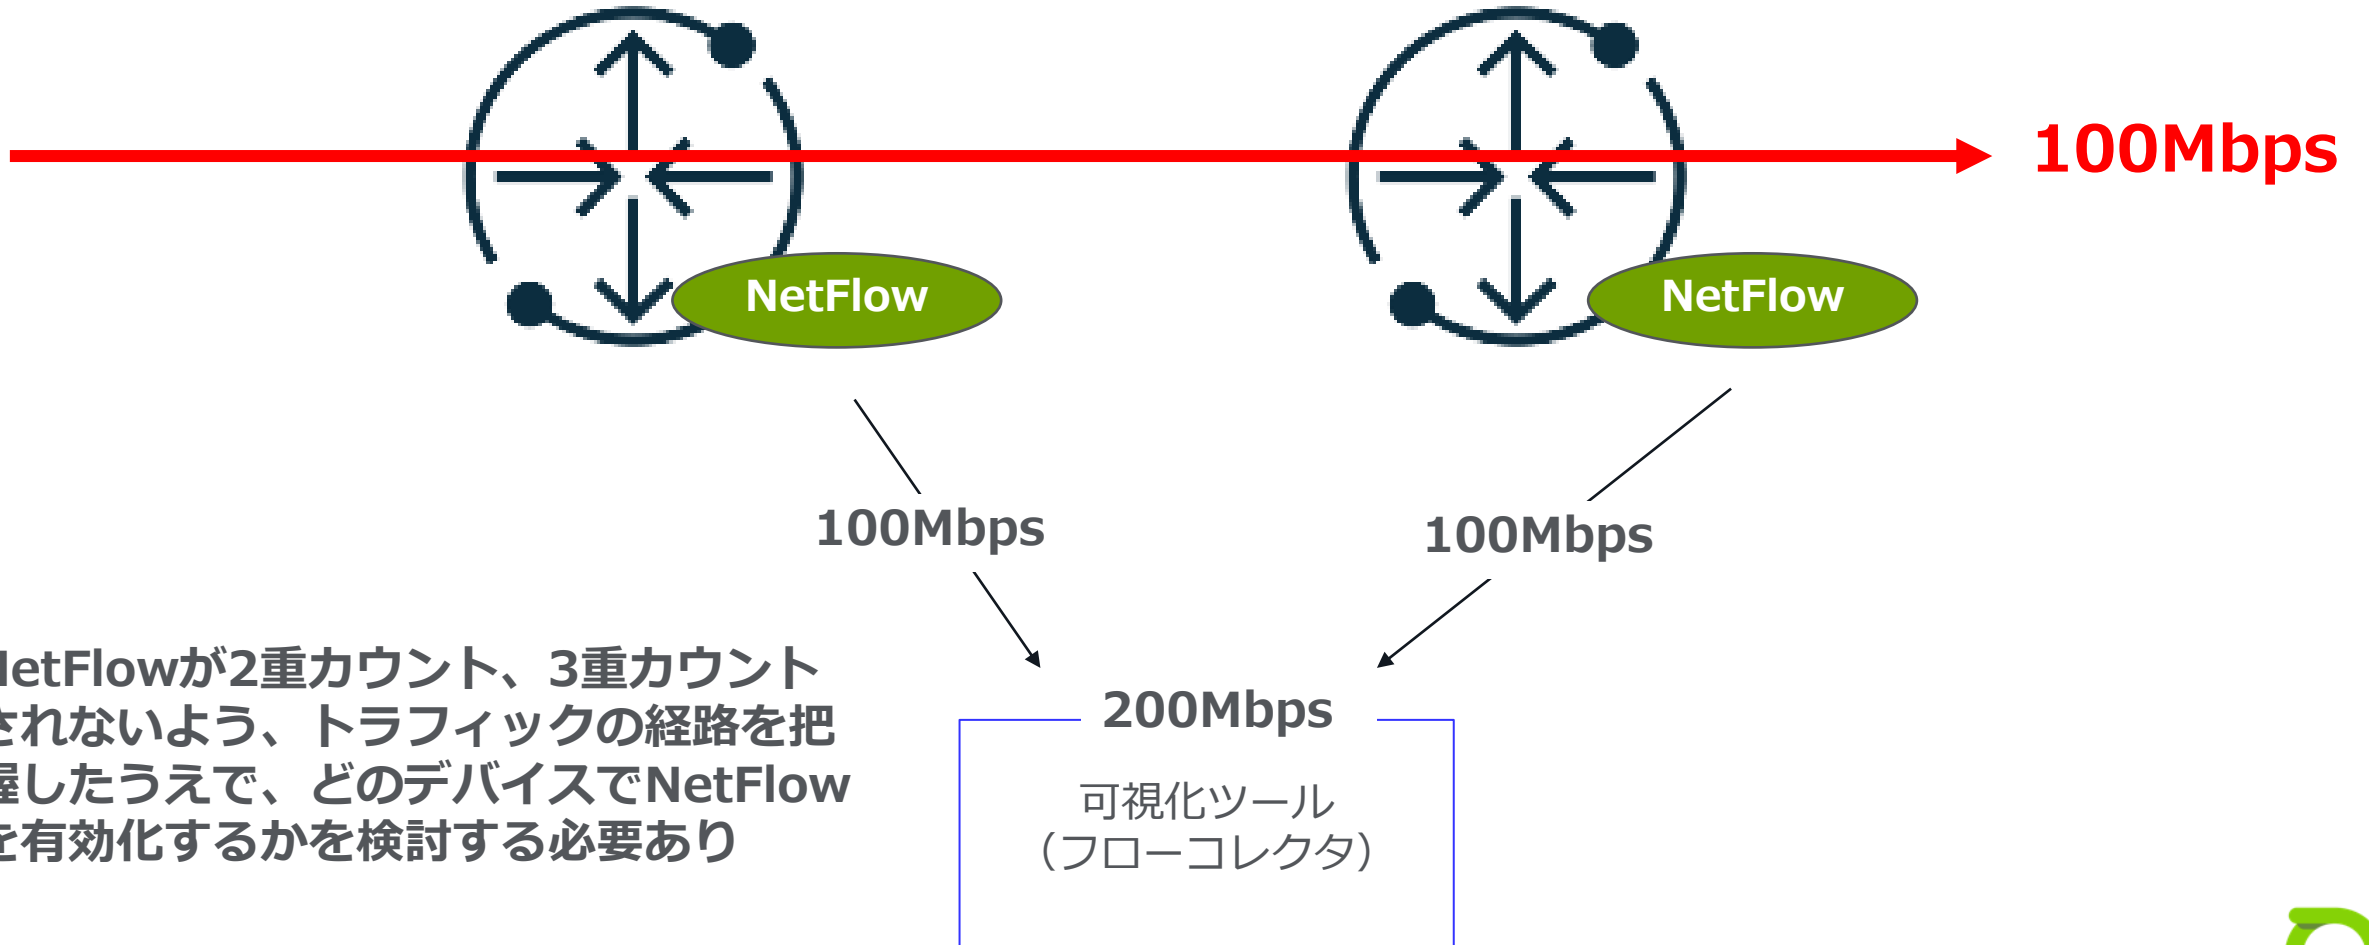 100Mbps
NetFlow
NetFlow
100Mbps
100Mbps
NetFlowが2重カウント、3重カウント
されないよう、トラフィックの経路を把
握したうえで、どのデバイスでNetFlow
を有効化するかを検討する必要あり
200Mbps
可視化ツール
（フローコレクタ）